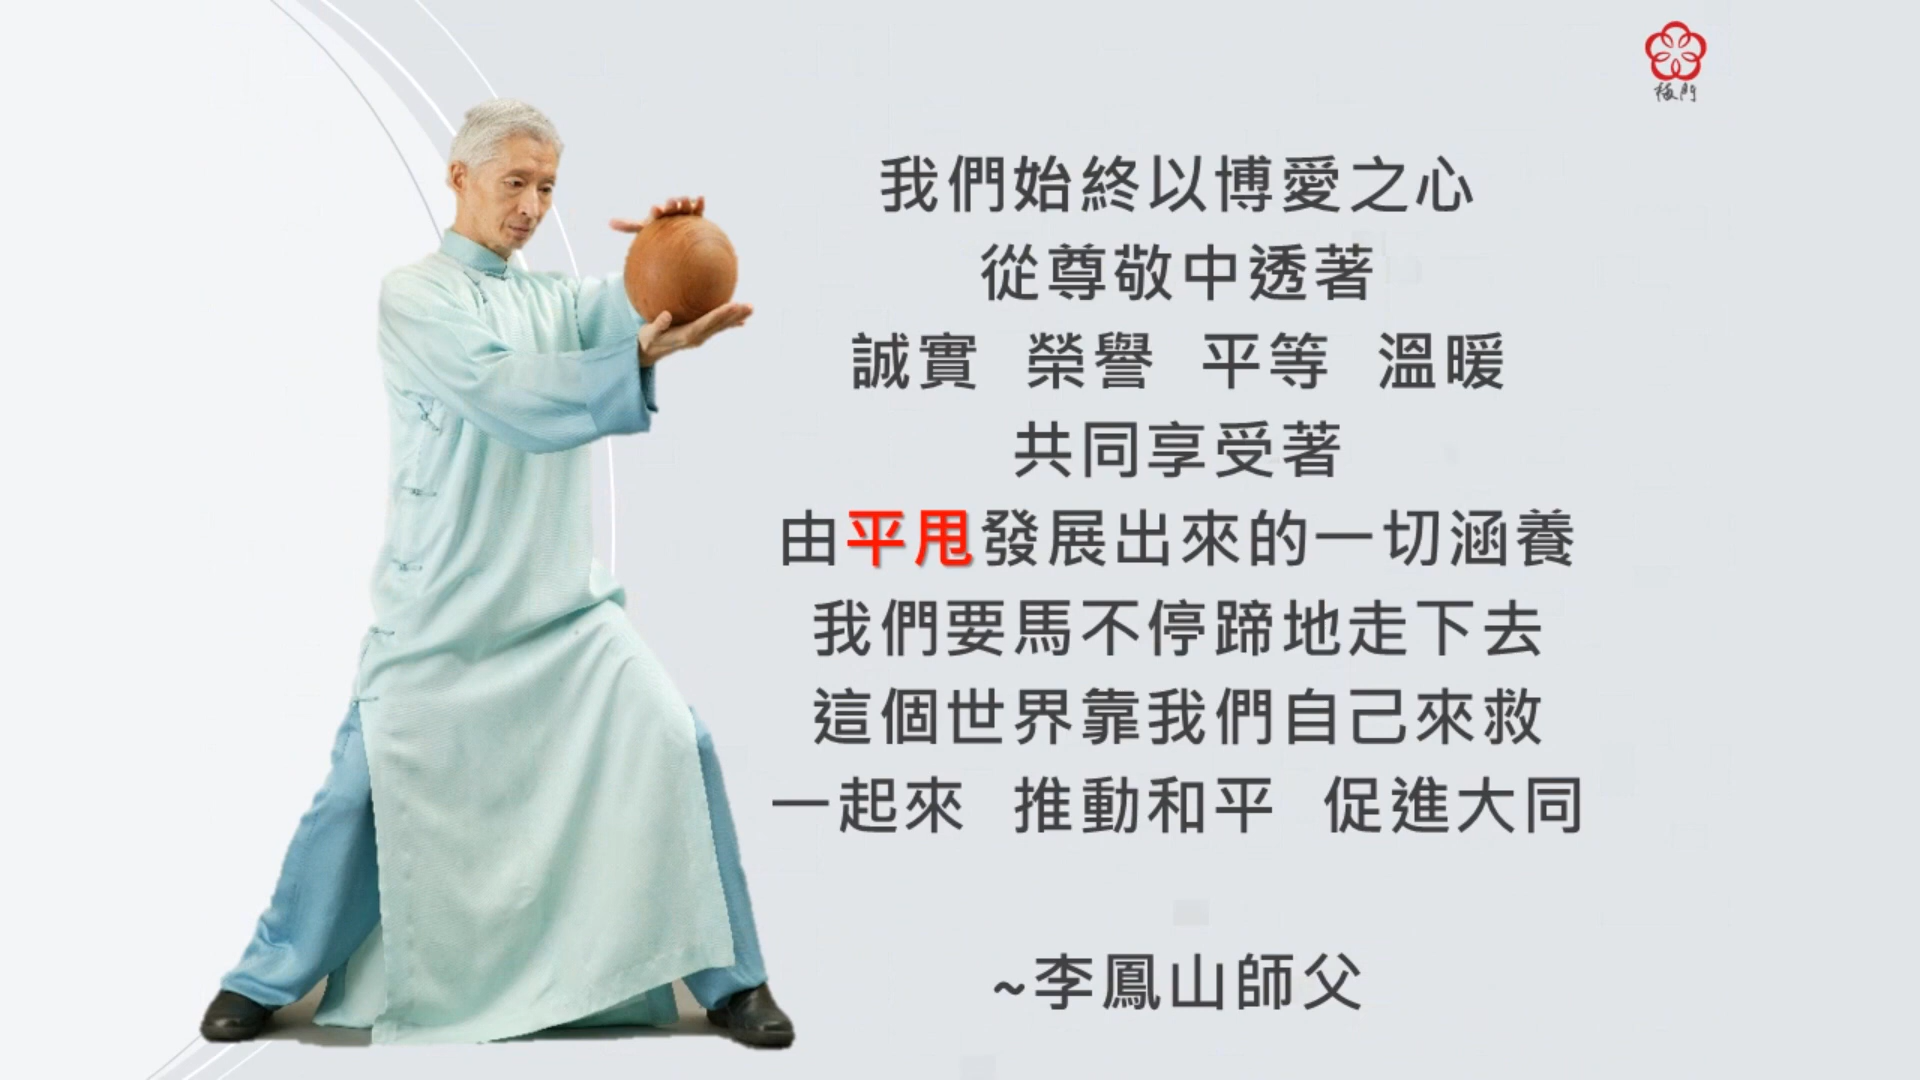 梅門
我們始終以博愛之心
從尊敬中透著
誠實 榮譽 平等 溫暖
共同享受著
由平甩發展出來的一切涵養
我們要馬不停蹄地走下去
這個世界靠我們自己來救
一起來 推動和平 促進大同
~李鳳山師父